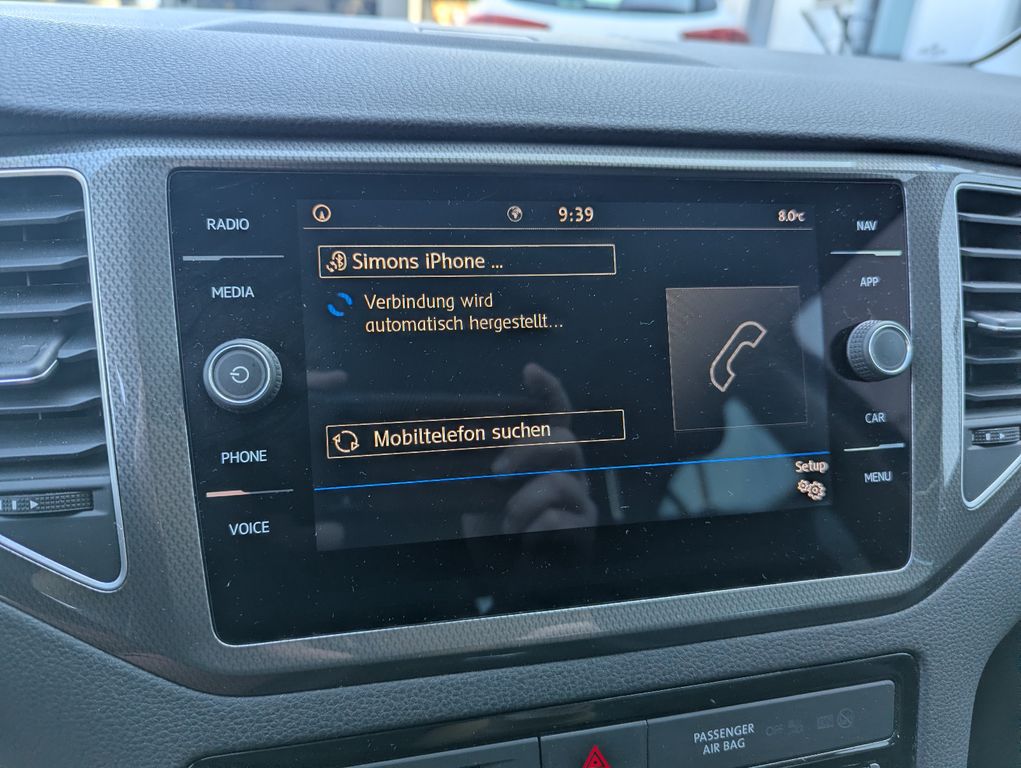 RADIO
MEDIA
PHONE
VOICE
9:39
8.0°C
Simons iPhone ...
Verbindung wird
automatisch hergestellt...
Mobiltelefon suchen
Setup
NAV
APP
CAR
MENU
PASSENGER
AIR BAG
OFF